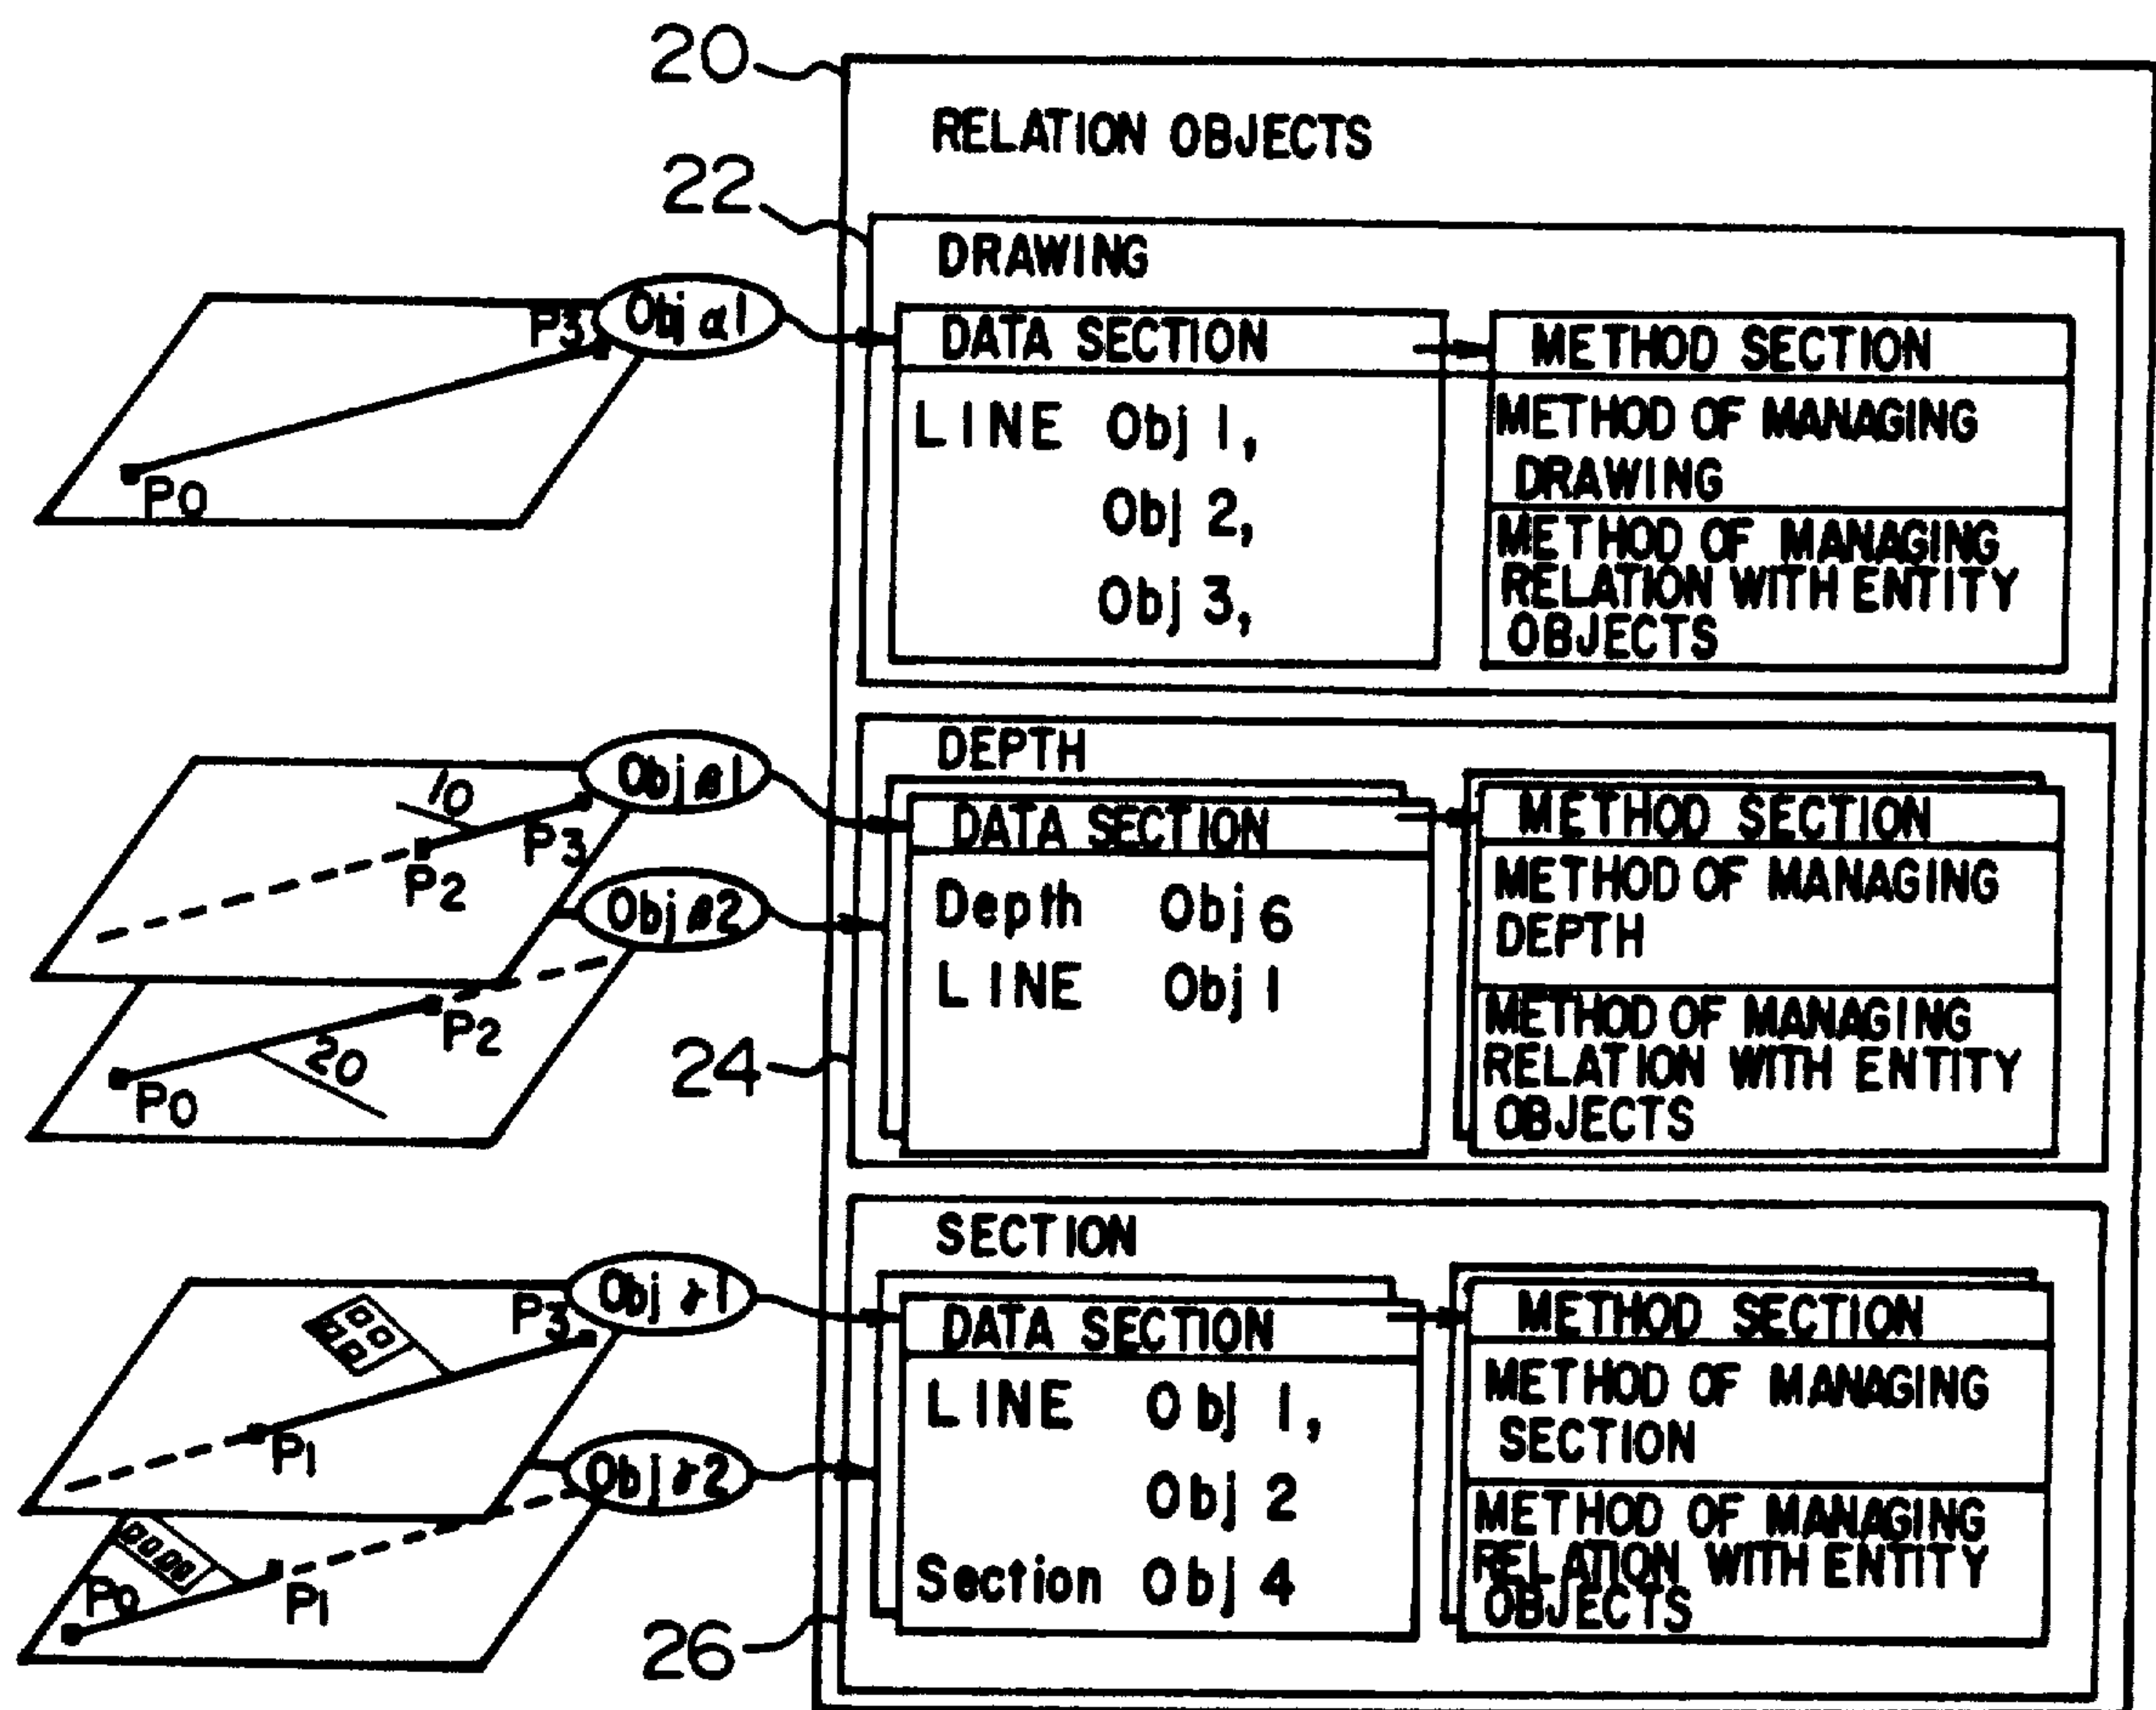 20
RELATION OBJECTS
22
DRAWING
P3
Obj α1
P0
DATA SECTION
LINE Obj 1,
Obj 2,
Obj 3,
METHOD SECTION
METHOD OF MANAGING
DRAWING
METHOD OF MANAGING
RELATION WITH ENTITY
OBJECTS
DEPTH
Obj β1
10
P3
P2
Obj β2
P2
20
P0
24
DATA SECTION
Depth Obj 6
LINE Obj 1
METHOD SECTION
METHOD OF MANAGING
DEPTH
METHOD OF MANAGING
RELATION WITH ENTITY
OBJECTS
SECTION
Obj γ1
P3
P1
Obj γ2
P0
P1
26
DATA SECTION
LINE Obj 1,
Obj 2
Section Obj 4
METHOD SECTION
METHOD OF MANAGING
SECTION
METHOD OF MANAGING
RELATION WITH ENTITY
OBJECTS